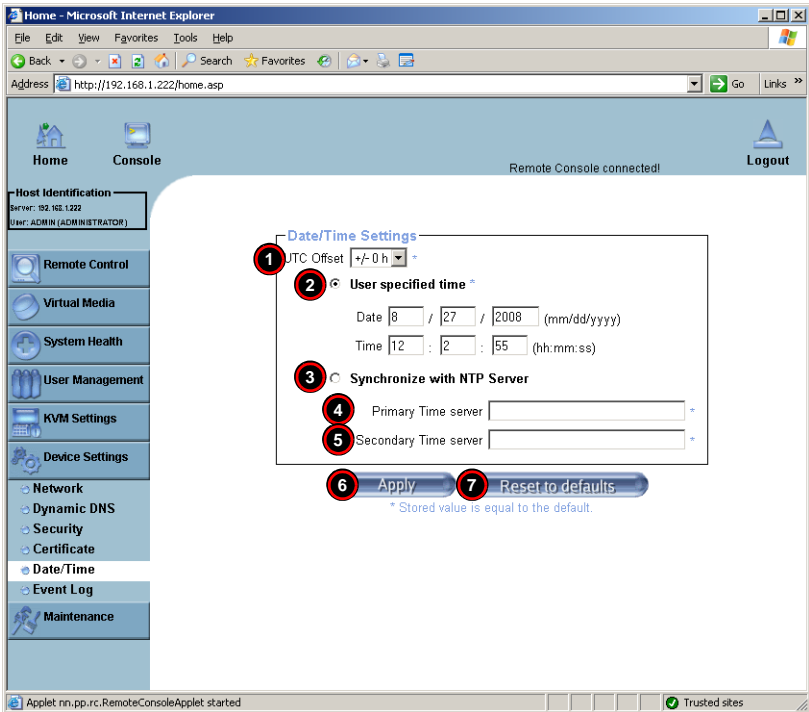 Home - Microsoft Internet Explorer
File Edit View Favorites Tools Help
Back Search Favorites
Address http://192.168.1.222/home.asp Go Links »
Home Console Remote Console connected! Logout
Host Identification
Server: 192.168.1.222
User: ADMIN (ADMINISTRATOR)
Remote Control
Virtual Media
System Health
User Management
KVM Settings
Device Settings
Network
Dynamic DNS
Security
Certificate
Date/Time
Event Log
Maintenance
Date/Time Settings
1 UTC Offset +/- 0 h *
2 User specified time *
Date 8 / 27 / 2008 (mm/dd/yyyy)
Time 12 : 2 : 55 (hh:mm:ss)
3 Synchronize with NTP Server
4 Primary Time server *
5 Secondary Time server *
6 Apply 7 Reset to defaults
* Stored value is equal to the default.
Applet nn.pp.rc.RemoteConsoleApplet started Trusted sites